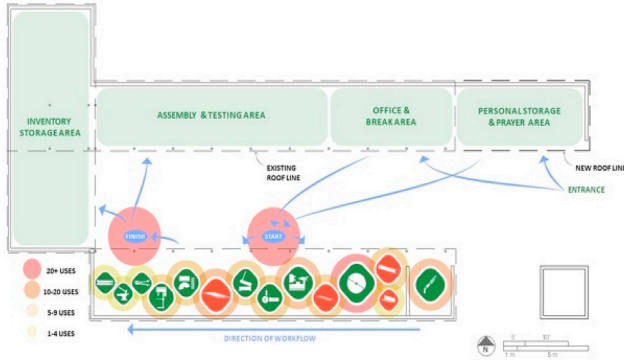 INVENTORY
STORAGE AREA
ASSEMBLY & TESTING AREA
OFFICE &
BREAK AREA
PERSONAL STORAGE
& PRAYER AREA
EXISTING
ROOF LINE
NEW ROOF LINE
ENTRANCE
FINISH
START
20+ USES
10-20 USES
5-9 USES
1-4 USES
DIRECTION OF WORKFLOW
N
0'
10'
1 m
5 m